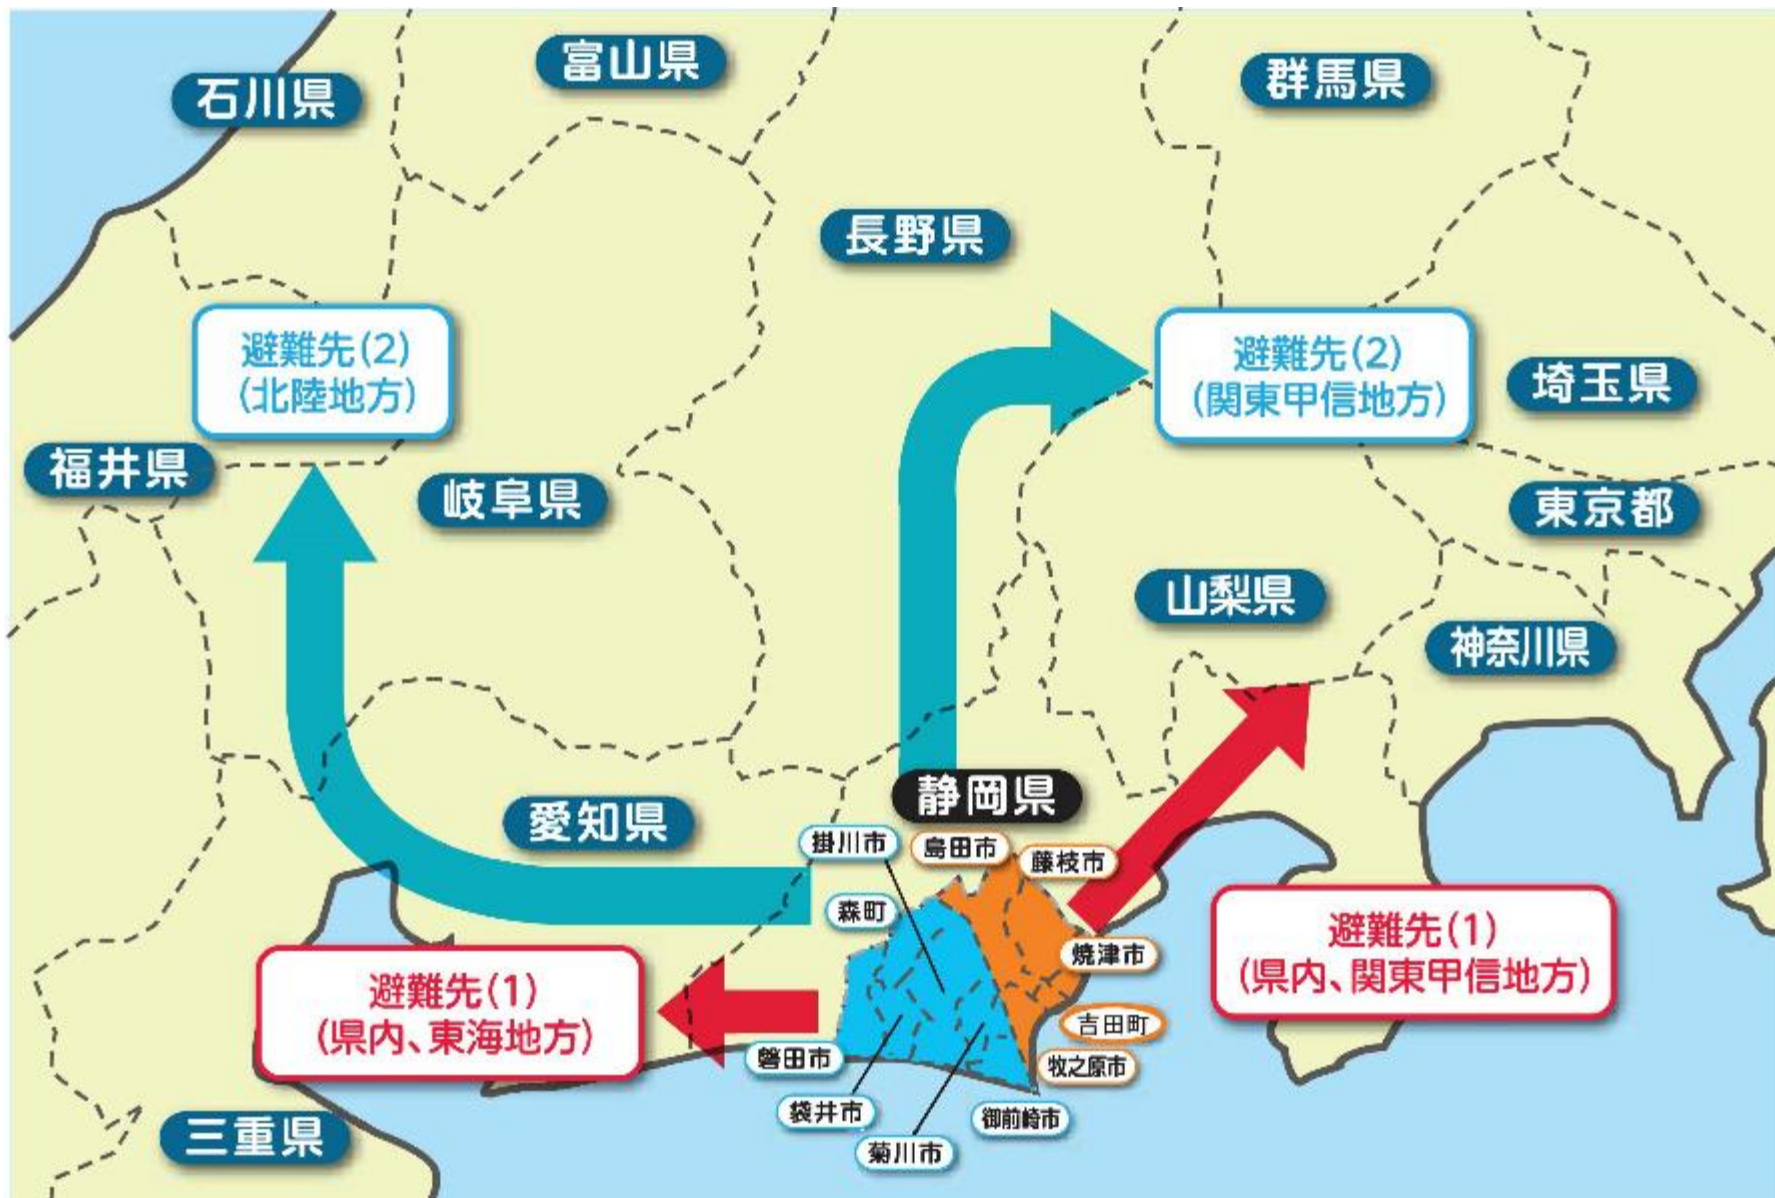 富山県
群馬県
石川県
長野県
避難先(2)
(北陸地方)
避難先(2)
(関東甲信地方)
埼玉県
福井県
岐阜県
東京都
山梨県
神奈川県
静岡県
愛知県
掛川市
島田市
藤枝市
森町
焼津市
避難先(1)
(県内、関東甲信地方)
避難先(1)
(県内、東海地方)
吉田町
磐田市
牧之原市
袋井市
御前崎市
三重県
菊川市